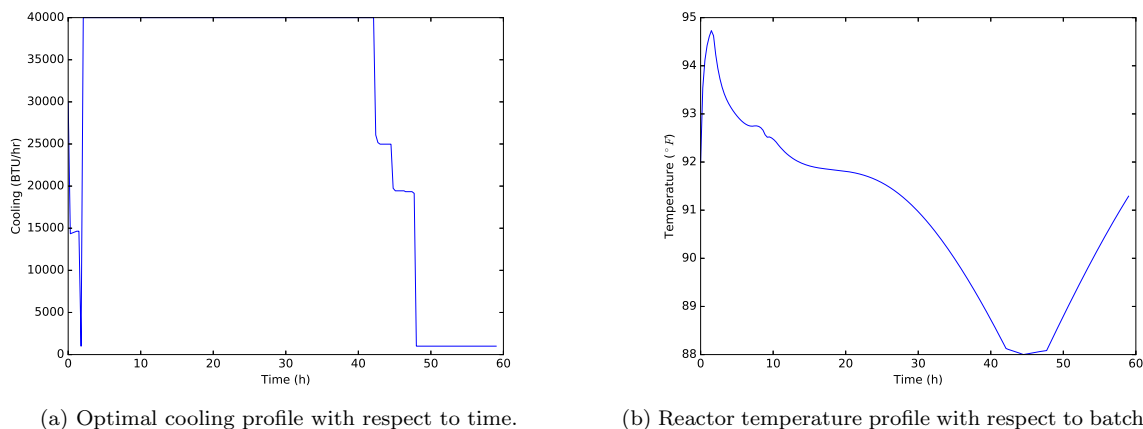 40000
35000
30000
25000
20000
15000
10000
5000
0
Cooling (BTU/hr)
0 10 20 30 40 50 60
Time (h)
95
94
93
92
91
90
89
88
Temperature (° F)
0 10 20 30 40 50 60
Time (h)
(a) Optimal cooling profile with respect to time.
(b) Reactor temperature profile with respect to batch